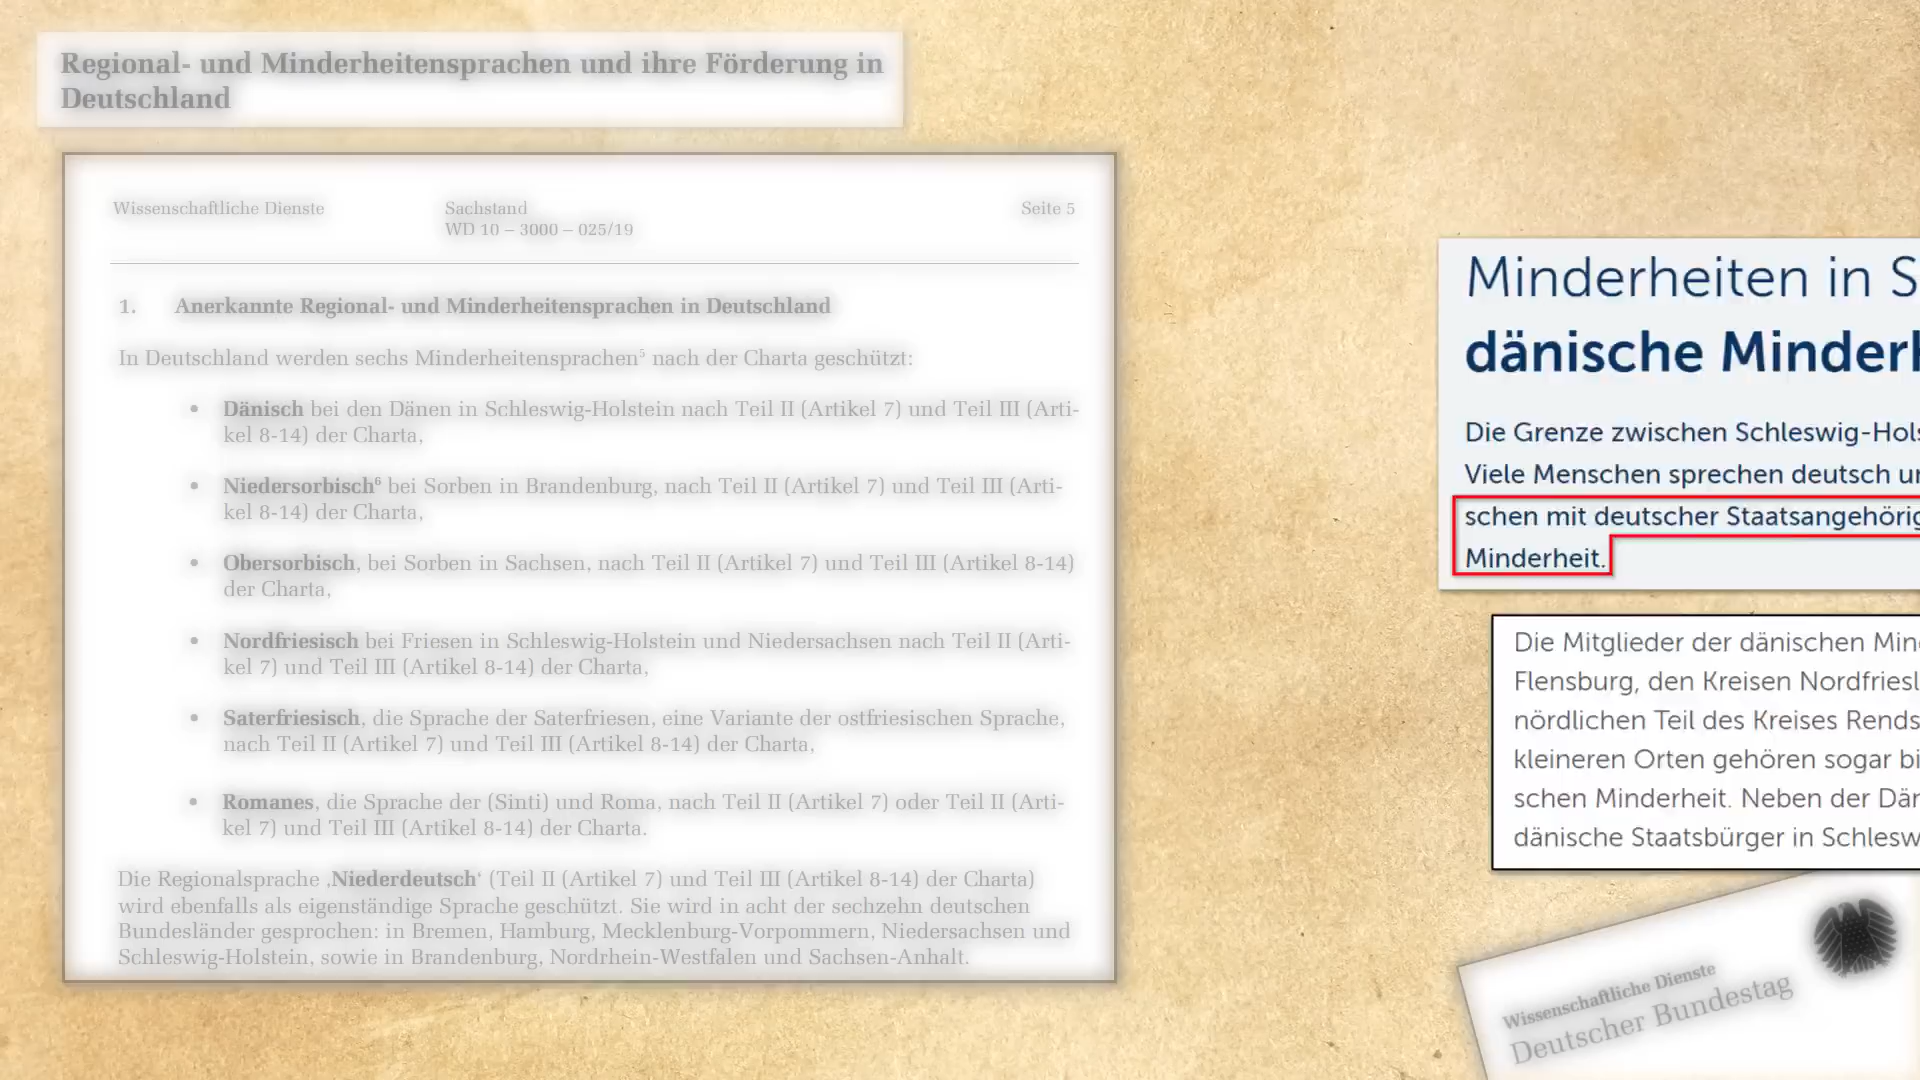 Regional- und Minderheitensprachen und ihre Förderung in
Deutschland
Wissenschaftliche Dienste
Sachstand
WD 10 – 3000 – 025/19
Seite 5
1. Anerkannte Regional- und Minderheitensprachen in Deutschland
In Deutschland werden sechs Minderheitensprachen⁵ nach der Charta geschützt:
• Dänisch bei den Dänen in Schleswig-Holstein nach Teil II (Artikel 7) und Teil III (Arti-
kel 8-14) der Charta,
• Niedersorbisch⁶ bei Sorben in Brandenburg, nach Teil II (Artikel 7) und Teil III (Arti-
kel 8-14) der Charta,
• Obersorbisch, bei Sorben in Sachsen, nach Teil II (Artikel 7) und Teil III (Artikel 8-14)
der Charta,
• Nordfriesisch bei Friesen in Schleswig-Holstein und Niedersachsen nach Teil II (Arti-
kel 7) und Teil III (Artikel 8-14) der Charta,
• Saterfriesisch, die Sprache der Saterfriesen, eine Variante der ostfriesischen Sprache,
nach Teil II (Artikel 7) und Teil III (Artikel 8-14) der Charta,
• Romanes, die Sprache der (Sinti) und Roma, nach Teil II (Artikel 7) oder Teil II (Arti-
kel 7) und Teil III (Artikel 8-14) der Charta.
Die Regionalsprache ‚Niederdeutsch‘ (Teil II (Artikel 7) und Teil III (Artikel 8-14) der Charta)
wird ebenfalls als eigenständige Sprache geschützt. Sie wird in acht der sechzehn deutschen
Bundesländer gesprochen: in Bremen, Hamburg, Mecklenburg-Vorpommern, Niedersachsen und
Schleswig-Holstein, sowie in Brandenburg, Nordrhein-Westfalen und Sachsen-Anhalt.
Minderheiten in S
dänische Minderh
Die Grenze zwischen Schleswig-Hols
Viele Menschen sprechen deutsch un
schen mit deutscher Staatsangehörig
Minderheit.
Die Mitglieder der dänischen Min
Flensburg, den Kreisen Nordfriesl
nördlichen Teil des Kreises Rends
kleineren Orten gehören sogar bi
schen Minderheit. Neben der Dän
dänische Staatsbürger in Schlesw
Wissenschaftliche Dienste
Deutscher Bundestag